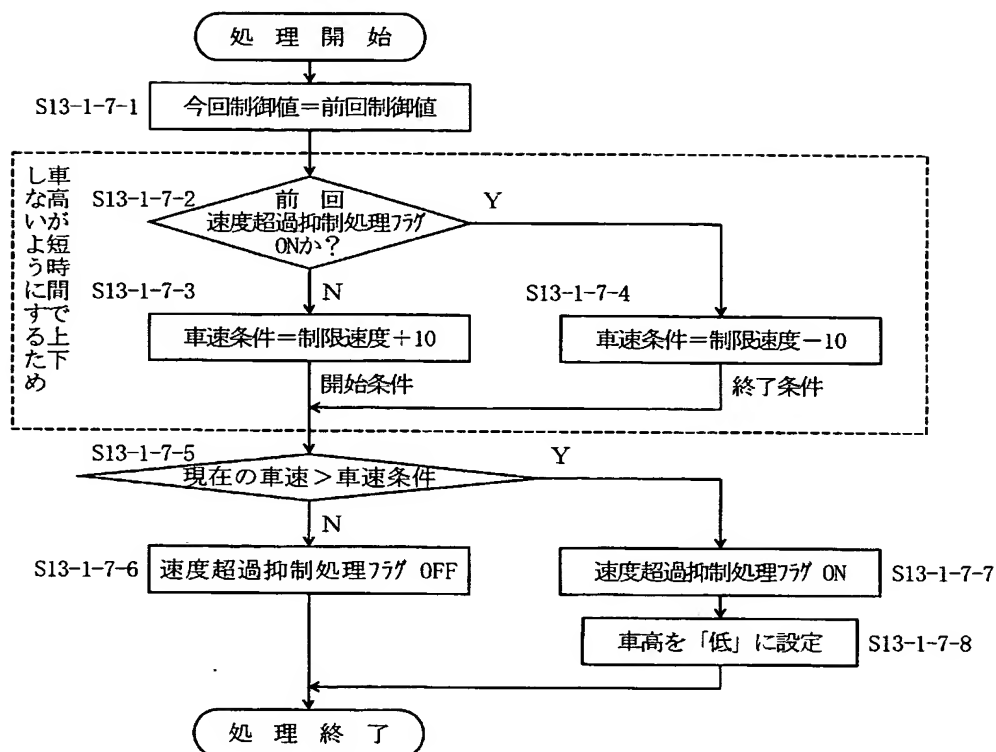 処理開始
S13-1-7-1
今回制御値＝前回制御値
車高が短時間で上下
しないようにするため
S13-1-7-2
前回
速度超過抑制処理ﾌﾗｸﾞ
ONか？
Y
S13-1-7-3
N
S13-1-7-4
車速条件＝制限速度＋10
車速条件＝制限速度－10
開始条件
終了条件
S13-1-7-5
現在の車速＞車速条件
Y
N
S13-1-7-6
速度超過抑制処理ﾌﾗｸﾞ OFF
速度超過抑制処理ﾌﾗｸﾞ ON
S13-1-7-7
車高を「低」に設定
S13-1-7-8
処理終了